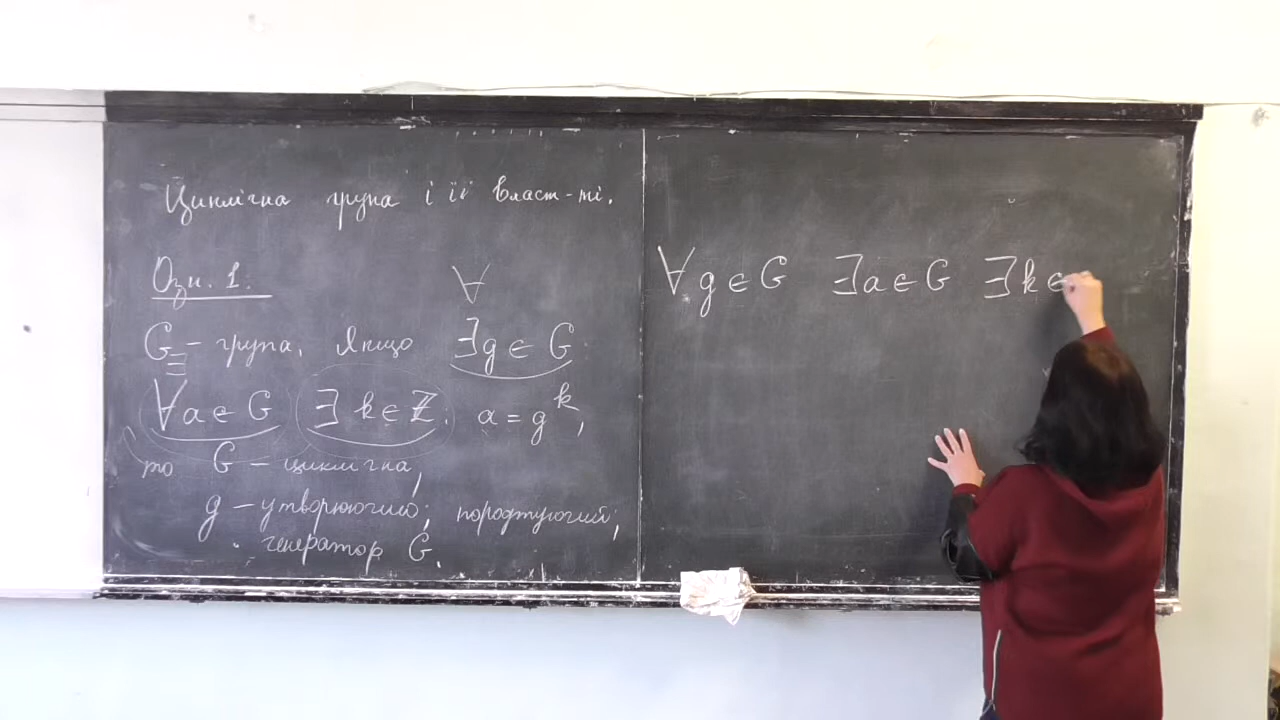 Циклічна група і її власт-ті.
Озн. 1.
∀
G – група. Якщо ∃g ∈ G
∃
∀a ∈ G ∃ k ∈ ℤ: a = g^k,
то G – циклічна,
g – утворюючий; породжуючий;
генератор G.
∀g ∈ G ∃a ∈ G ∃k ∈